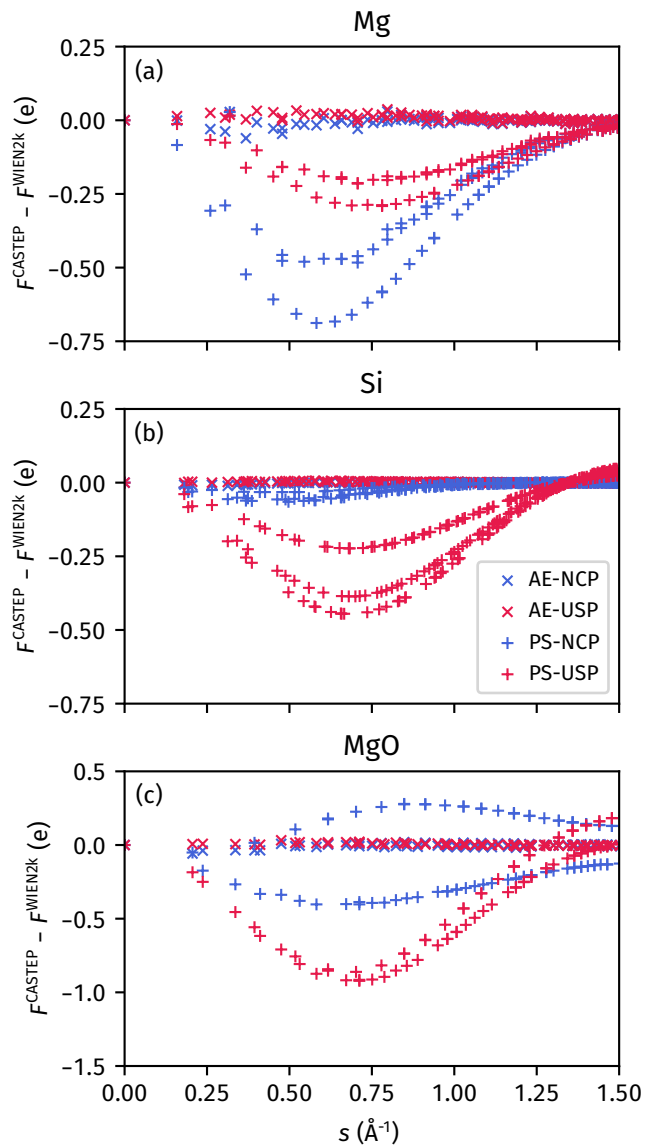 Mg
0.25
(a)
0.00
−0.25
−0.50
−0.75
F^CASTEP – F^WIEN2k (e)
Si
0.25
(b)
0.00
−0.25
−0.50
−0.75
F^CASTEP – F^WIEN2k (e)
AE-NCP
AE-USP
PS-NCP
PS-USP
MgO
0.5
(c)
0.0
−0.5
−1.0
−1.5
F^CASTEP – F^WIEN2k (e)
0.00 0.25 0.50 0.75 1.00 1.25 1.50
s (Å⁻¹)